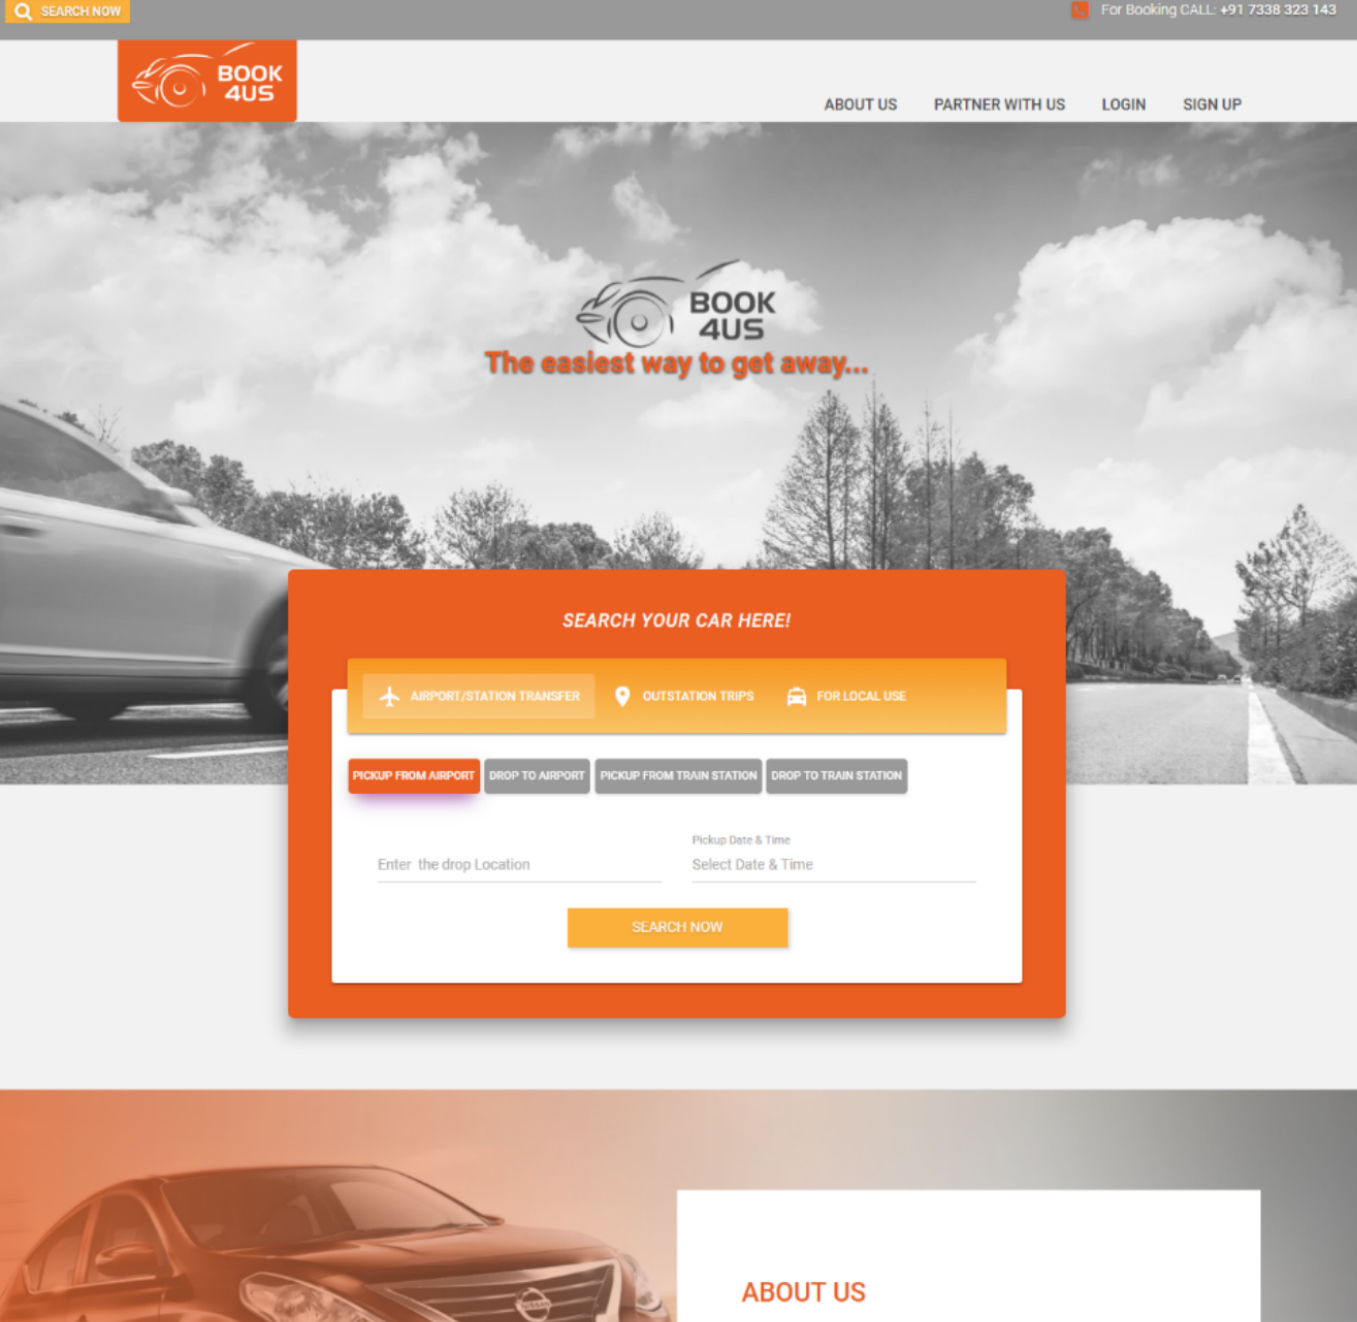 SEARCH NOW
For Booking CALL: +91 7338 323 143
BOOK
4US
ABOUT US
PARTNER WITH US
LOGIN
SIGN UP
BOOK
4US
The easiest way to get away...
SEARCH YOUR CAR HERE!
AIRPORT/STATION TRANSFER
OUTSTATION TRIPS
FOR LOCAL USE
PICKUP FROM AIRPORT
DROP TO AIRPORT
PICKUP FROM TRAIN STATION
DROP TO TRAIN STATION
Pickup Date & Time
Enter the drop Location
Select Date & Time
SEARCH NOW
NISSAN
ABOUT US